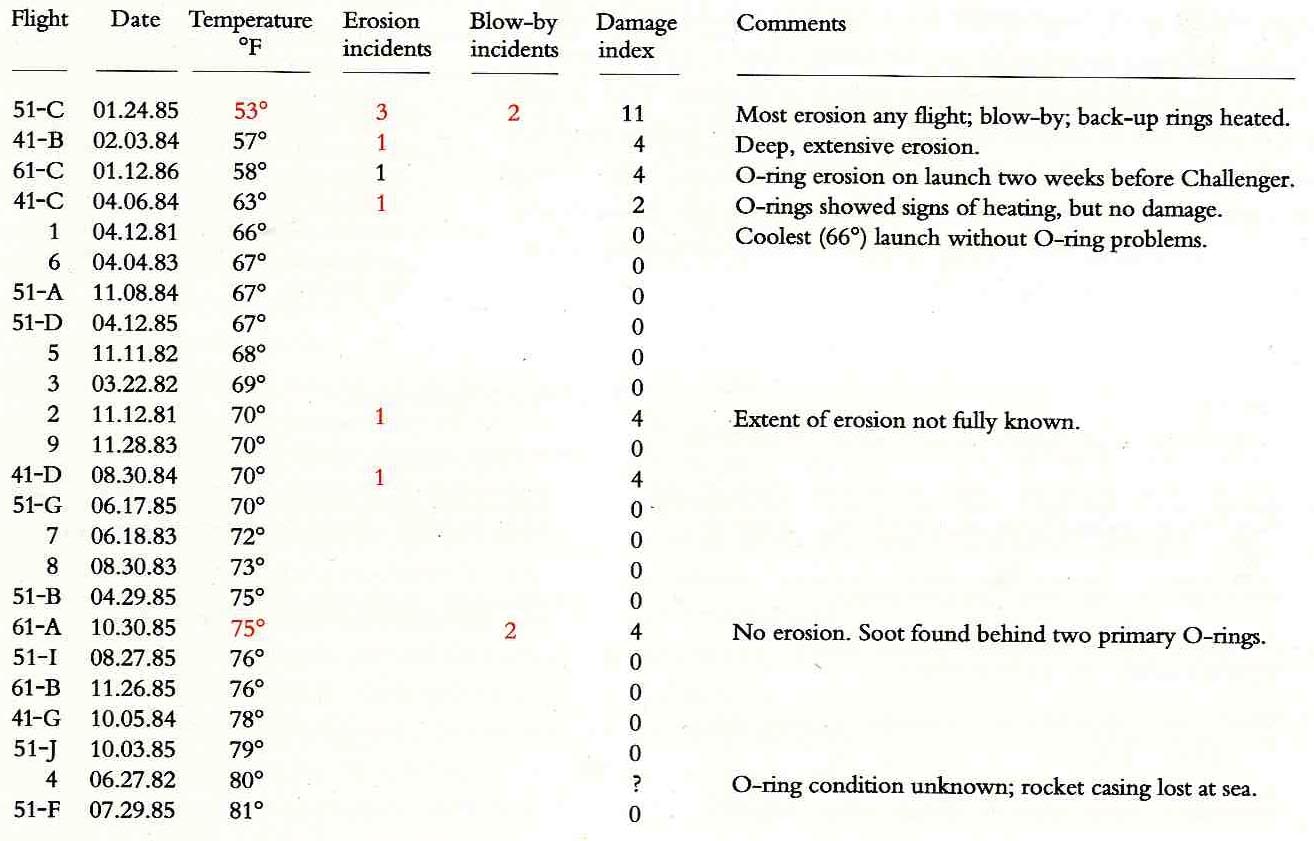 Flight Date Temperature °F Erosion incidents Blow-by incidents Damage index Comments
51-C 01.24.85 53° 3 2 11 Most erosion any flight; blow-by; back-up rings heated.
41-B 02.03.84 57° 1 4 Deep, extensive erosion.
61-C 01.12.86 58° 1 4 O-ring erosion on launch two weeks before Challenger.
41-C 04.06.84 63° 1 2 O-rings showed signs of heating, but no damage.
1 04.12.81 66° 0 Coolest (66°) launch without O-ring problems.
6 04.04.83 67° 0
51-A 11.08.84 67° 0
51-D 04.12.85 67° 0
5 11.11.82 68° 0
3 03.22.82 69° 0
2 11.12.81 70° 1 4 Extent of erosion not fully known.
9 11.28.83 70° 0
41-D 08.30.84 70° 1 4
51-G 06.17.85 70° 0
7 06.18.83 72° 0
8 08.30.83 73° 0
51-B 04.29.85 75° 0
61-A 10.30.85 75° 2 4 No erosion. Soot found behind two primary O-rings.
51-I 08.27.85 76° 0
61-B 11.26.85 76° 0
41-G 10.05.84 78° 0
51-J 10.03.85 79° 0
4 06.27.82 80° ? O-ring condition unknown; rocket casing lost at sea.
51-F 07.29.85 81° 0